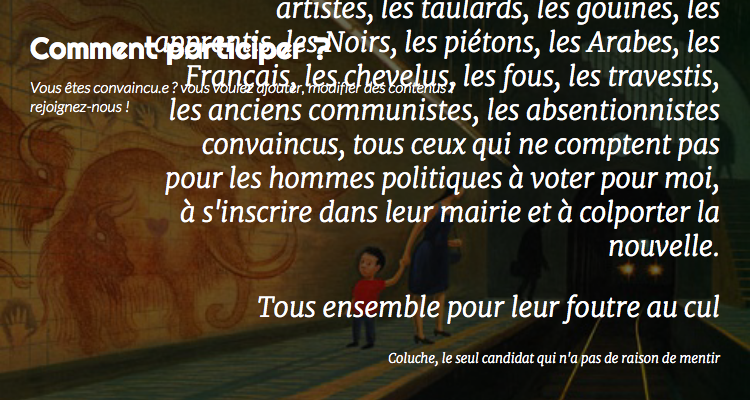 artistes, les taulards, les gouines, les
apprentis, les Noirs, les piétons, les Arabes, les
Français, les chevelus, les fous, les travestis,
les anciens communistes, les absentionnistes
convaincus, tous ceux qui ne comptent pas
pour les hommes politiques à voter pour moi,
à s'inscrire dans leur mairie et à colporter la
nouvelle.
Tous ensemble pour leur foutre au cul
Coluche, le seul candidat qui n'a pas de raison de mentir
Comment participer ?
Vous êtes convaincu.e ? vous voulez ajouter, modifier des contenus ?
rejoignez-nous !